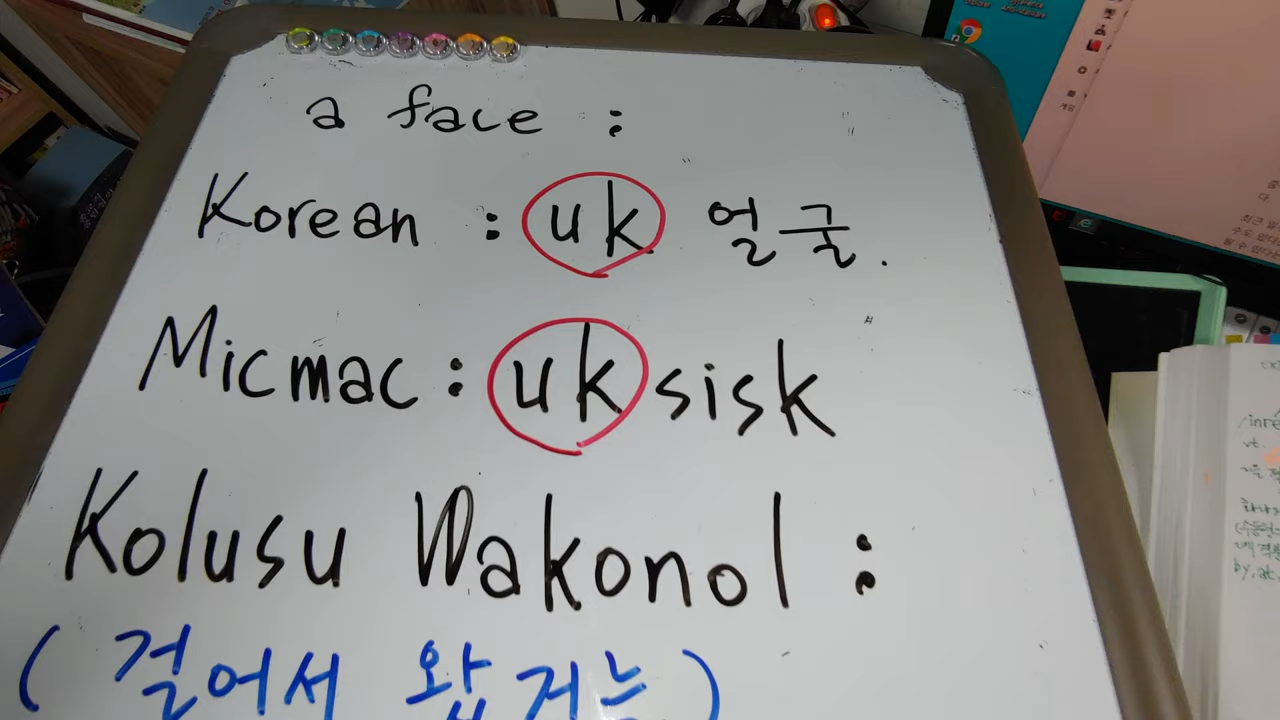 a face :
Korean : uk 얼굴.
Micmac : uksisk
Kolusu Wakonol :
( 걸어서 왔거는 )